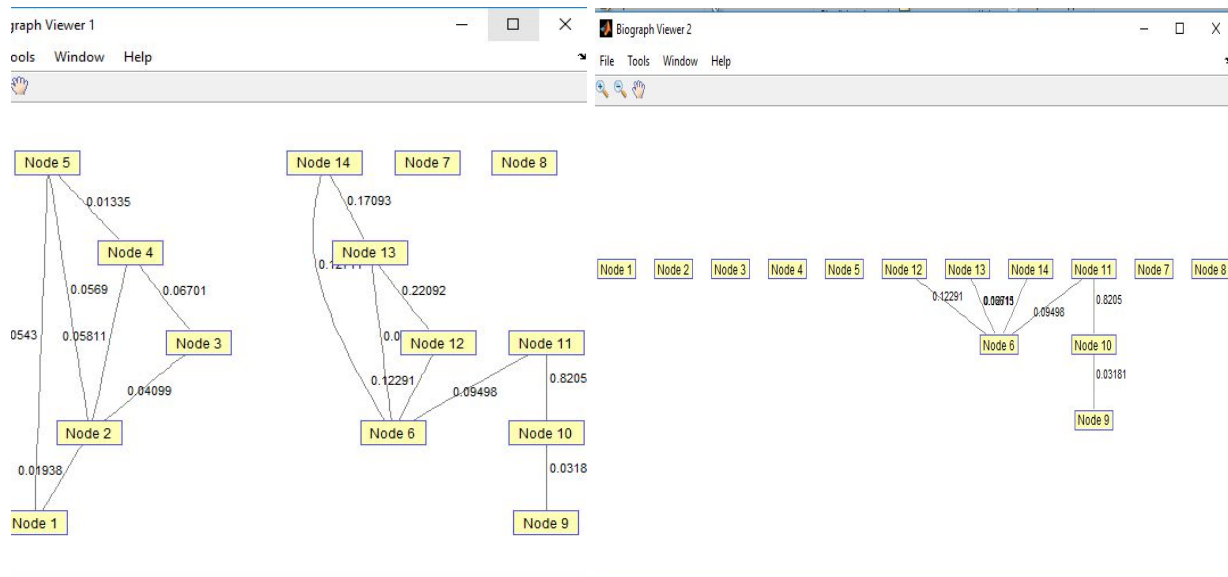 graph Viewer 1
ools Window Help
Node 5
Node 14
Node 7
Node 8
0.01335
0.17093
Node 4
Node 13
0.0569
0.06701
0.22092
0543
0.05811
Node 3
Node 12
Node 11
0.04099
0.12291
0.09498
0.8205
Node 2
Node 6
Node 10
0.01938
0.0318
Node 1
Node 9
Biograph Viewer 2
File Tools Window Help
Node 1 Node 2 Node 3 Node 4 Node 5 Node 12 Node 13 Node 14 Node 11 Node 7 Node 8
0.12291
0.09498
0.8205
Node 6
Node 10
0.03181
Node 9